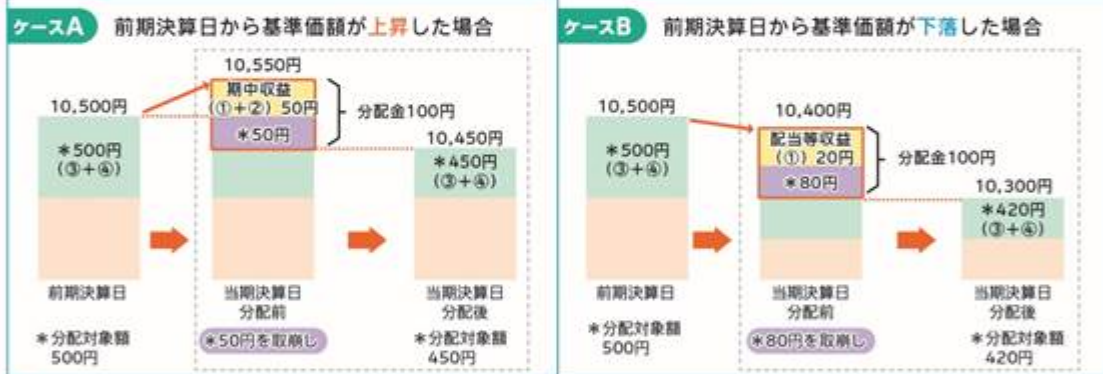 ケースA 前期決算日から基準価額が上昇した場合
10,550円
10,500円
期中収益
(①+②) 50円
分配金100円
*50円
10,450円
*500円
(③+④)
*450円
(③+④)
前期決算日
当期決算日
分配前
当期決算日
分配後
*分配対象額
500円
*50円を取崩し
*分配対象額
450円
ケースB 前期決算日から基準価額が下落した場合
10,500円
10,400円
配当等収益
(①) 20円
分配金100円
*80円
*500円
(③+④)
10,300円
*420円
(③+④)
前期決算日
当期決算日
分配前
当期決算日
分配後
*分配対象額
500円
*80円を取崩し
*分配対象額
420円